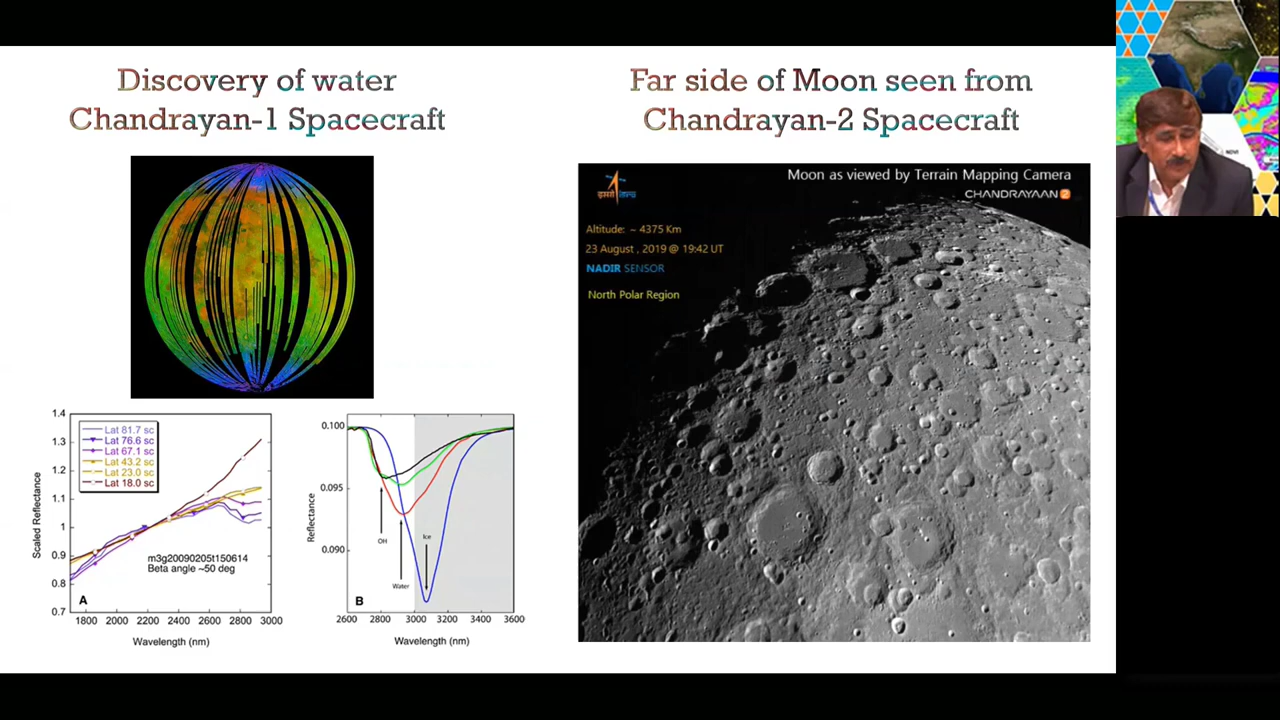 Discovery of water
Chandrayan-1 Spacecraft
Far side of Moon seen from
Chandrayan-2 Spacecraft
Moon as viewed by Terrain Mapping Camera
CHANDRAYAAN 2
इसरो isro
Altitude: ~ 4375 Km
23 August , 2019 @ 19:42 UT
NADIR SENSOR
North Polar Region
NDVI
1.4
1.3
1.2
1.1
1
0.9
0.8
0.7
Scaled Reflectance
Lat 81.7 sc
Lat 76.6 sc
Lat 67.1 sc
Lat 43.2 sc
Lat 23.0 sc
Lat 18.0 sc
m3g20090205t150614
Beta angle ~50 deg
A
1800 2000 2200 2400 2600 2800 3000
Wavelength (nm)
0.100
0.095
0.090
Reflectance
OH
Water
Ice
B
2600 2800 3000 3200 3400 3600
Wavelength (nm)